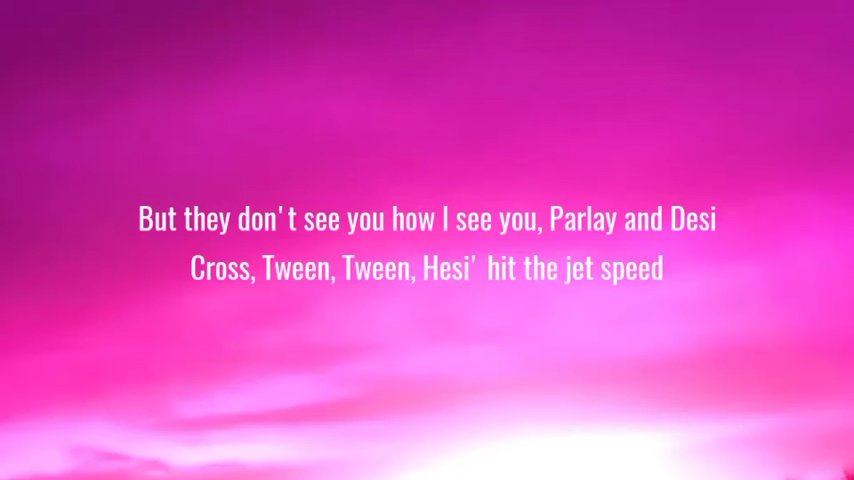 But they don't see you how I see you, Parlay and Desi
Cross, Tween, Tween, Hesi' hit the jet speed